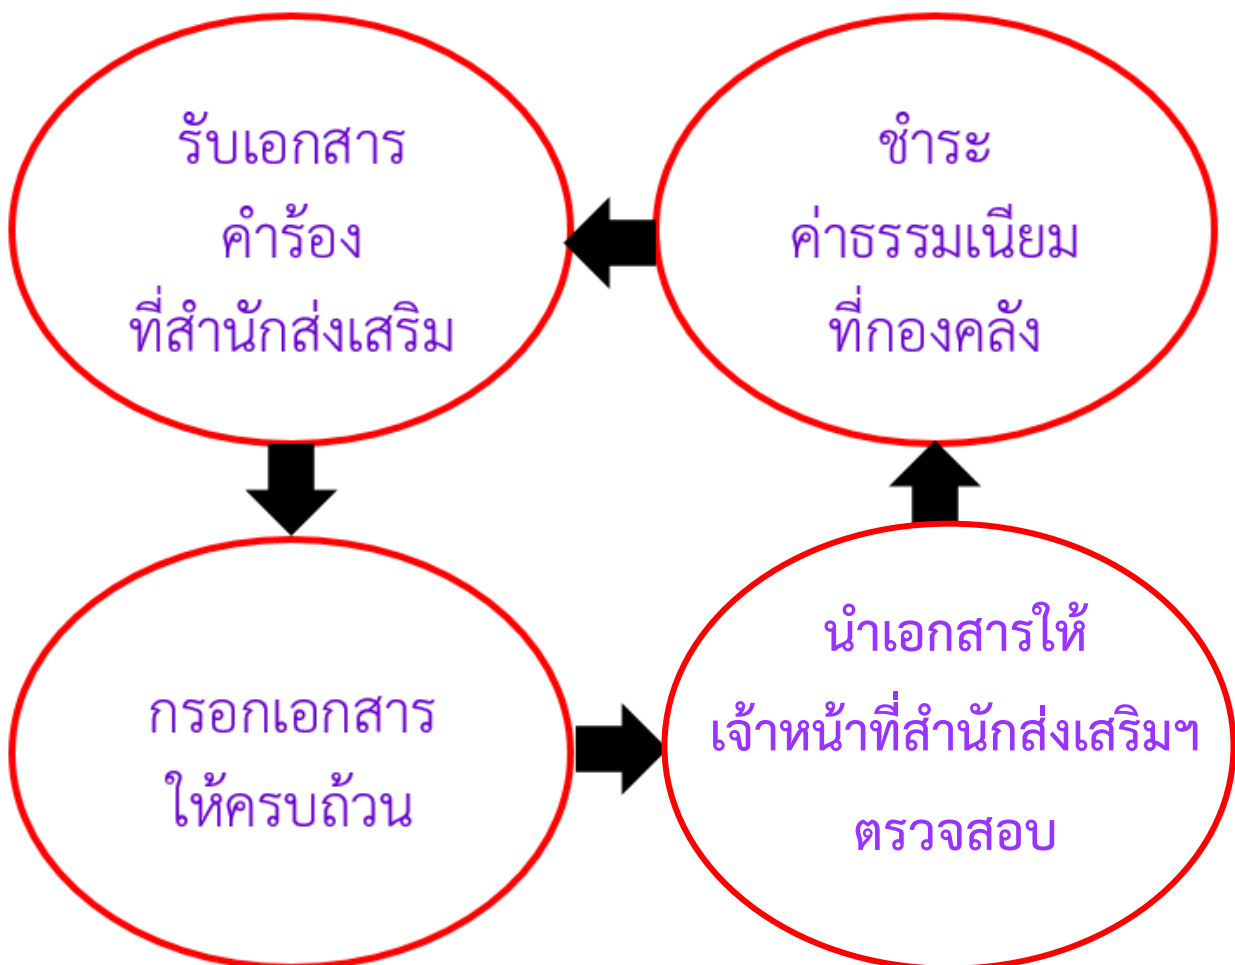 รับเอกสาร
คำร้อง
ที่สำนักส่งเสริม
ชำระ
ค่าธรรมเนียม
ที่กองคลัง
กรอกเอกสาร
ให้ครบถ้วน
นำเอกสารให้
เจ้าหน้าที่สำนักส่งเสริมฯ
ตรวจสอบ